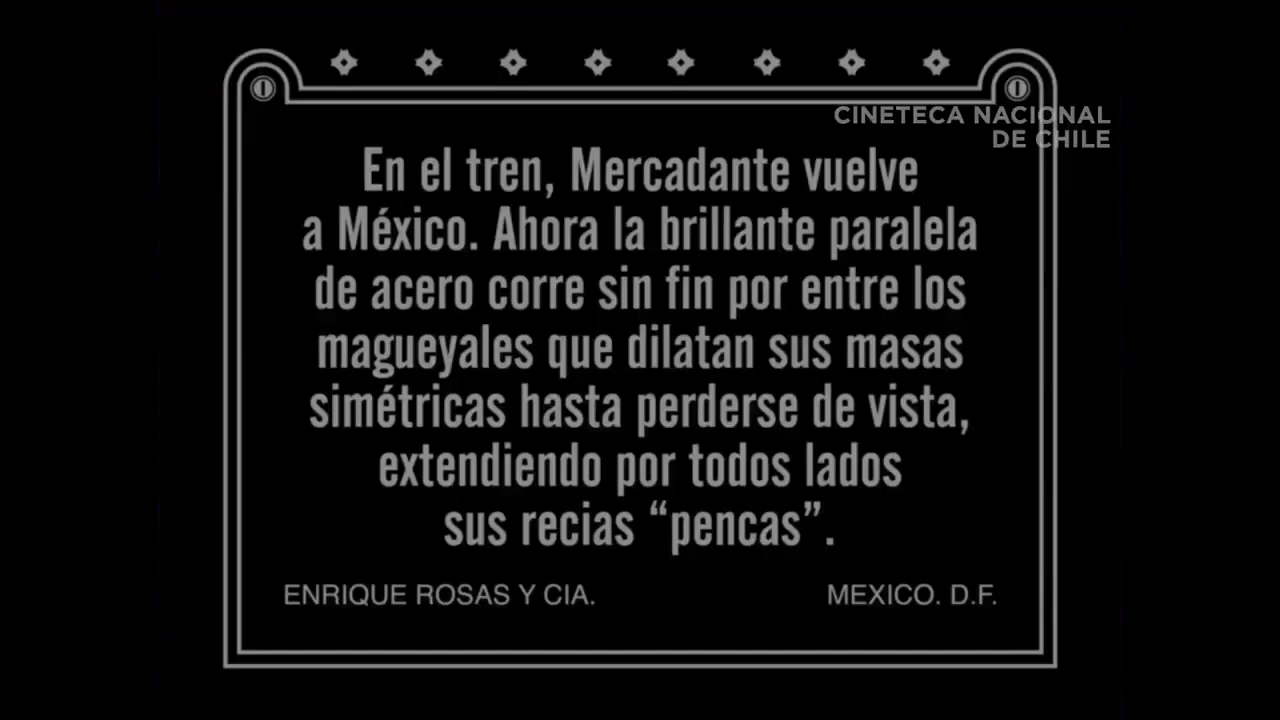 CINETECA NACIONAL
DE CHILE
En el tren, Mercadante vuelve
a México. Ahora la brillante paralela
de acero corre sin fin por entre los
magueyales que dilatan sus masas
simétricas hasta perderse de vista,
extendiendo por todos lados
sus recias “pencas”.
ENRIQUE ROSAS Y CIA. MEXICO. D.F.